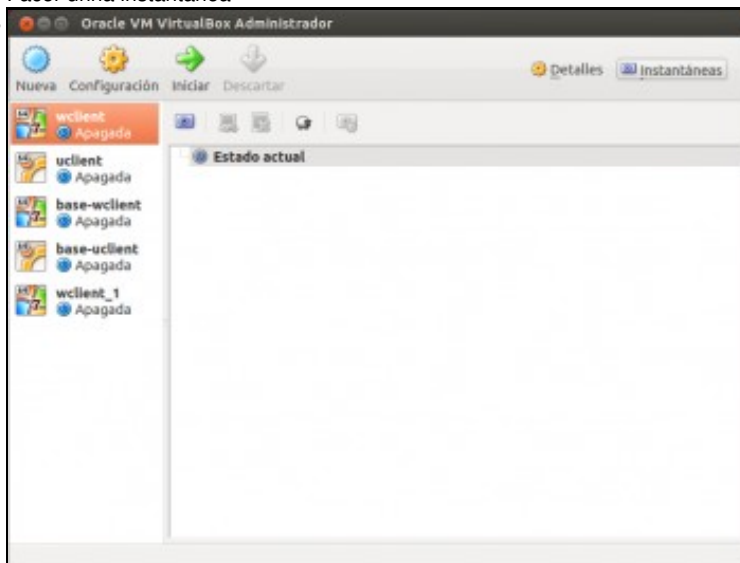 Oracle VM VirtualBox Administrador
Nueva Configuración Iniciar Descartar
Detalles Instantáneas
wclient
Apagada
Estado actual
uclient
Apagada
base-wclient
Apagada
base-uclient
Apagada
wclient_1
Apagada